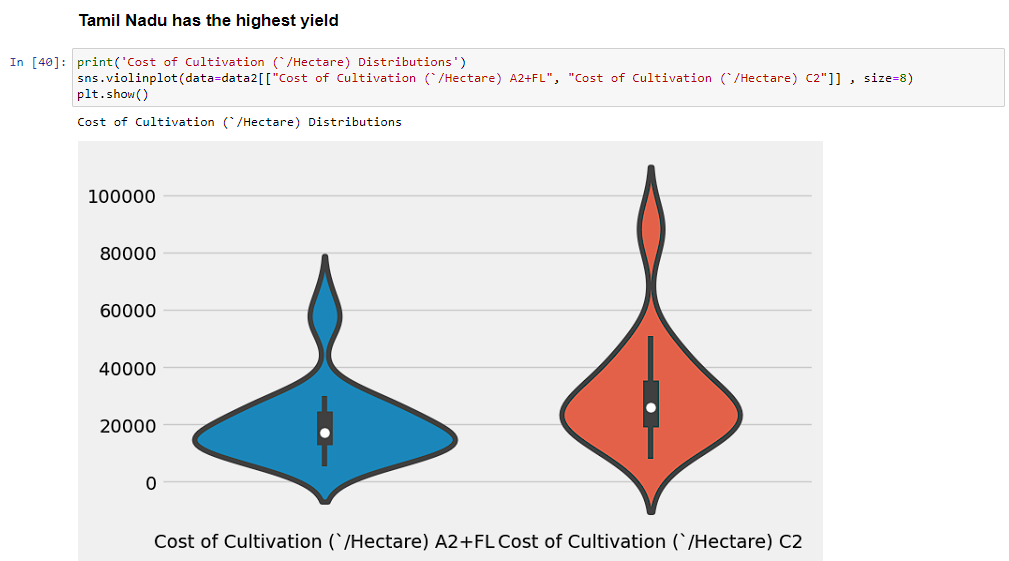 Tamil Nadu has the highest yield
In [40]: print('Cost of Cultivation (`/Hectare) Distributions')
sns.violinplot(data=data2[["Cost of Cultivation (`/Hectare) A2+FL", "Cost of Cultivation (`/Hectare) C2"]] , size=8)
plt.show()
Cost of Cultivation (`/Hectare) Distributions
100000
80000
60000
40000
20000
0
Cost of Cultivation (`/Hectare) A2+FL Cost of Cultivation (`/Hectare) C2